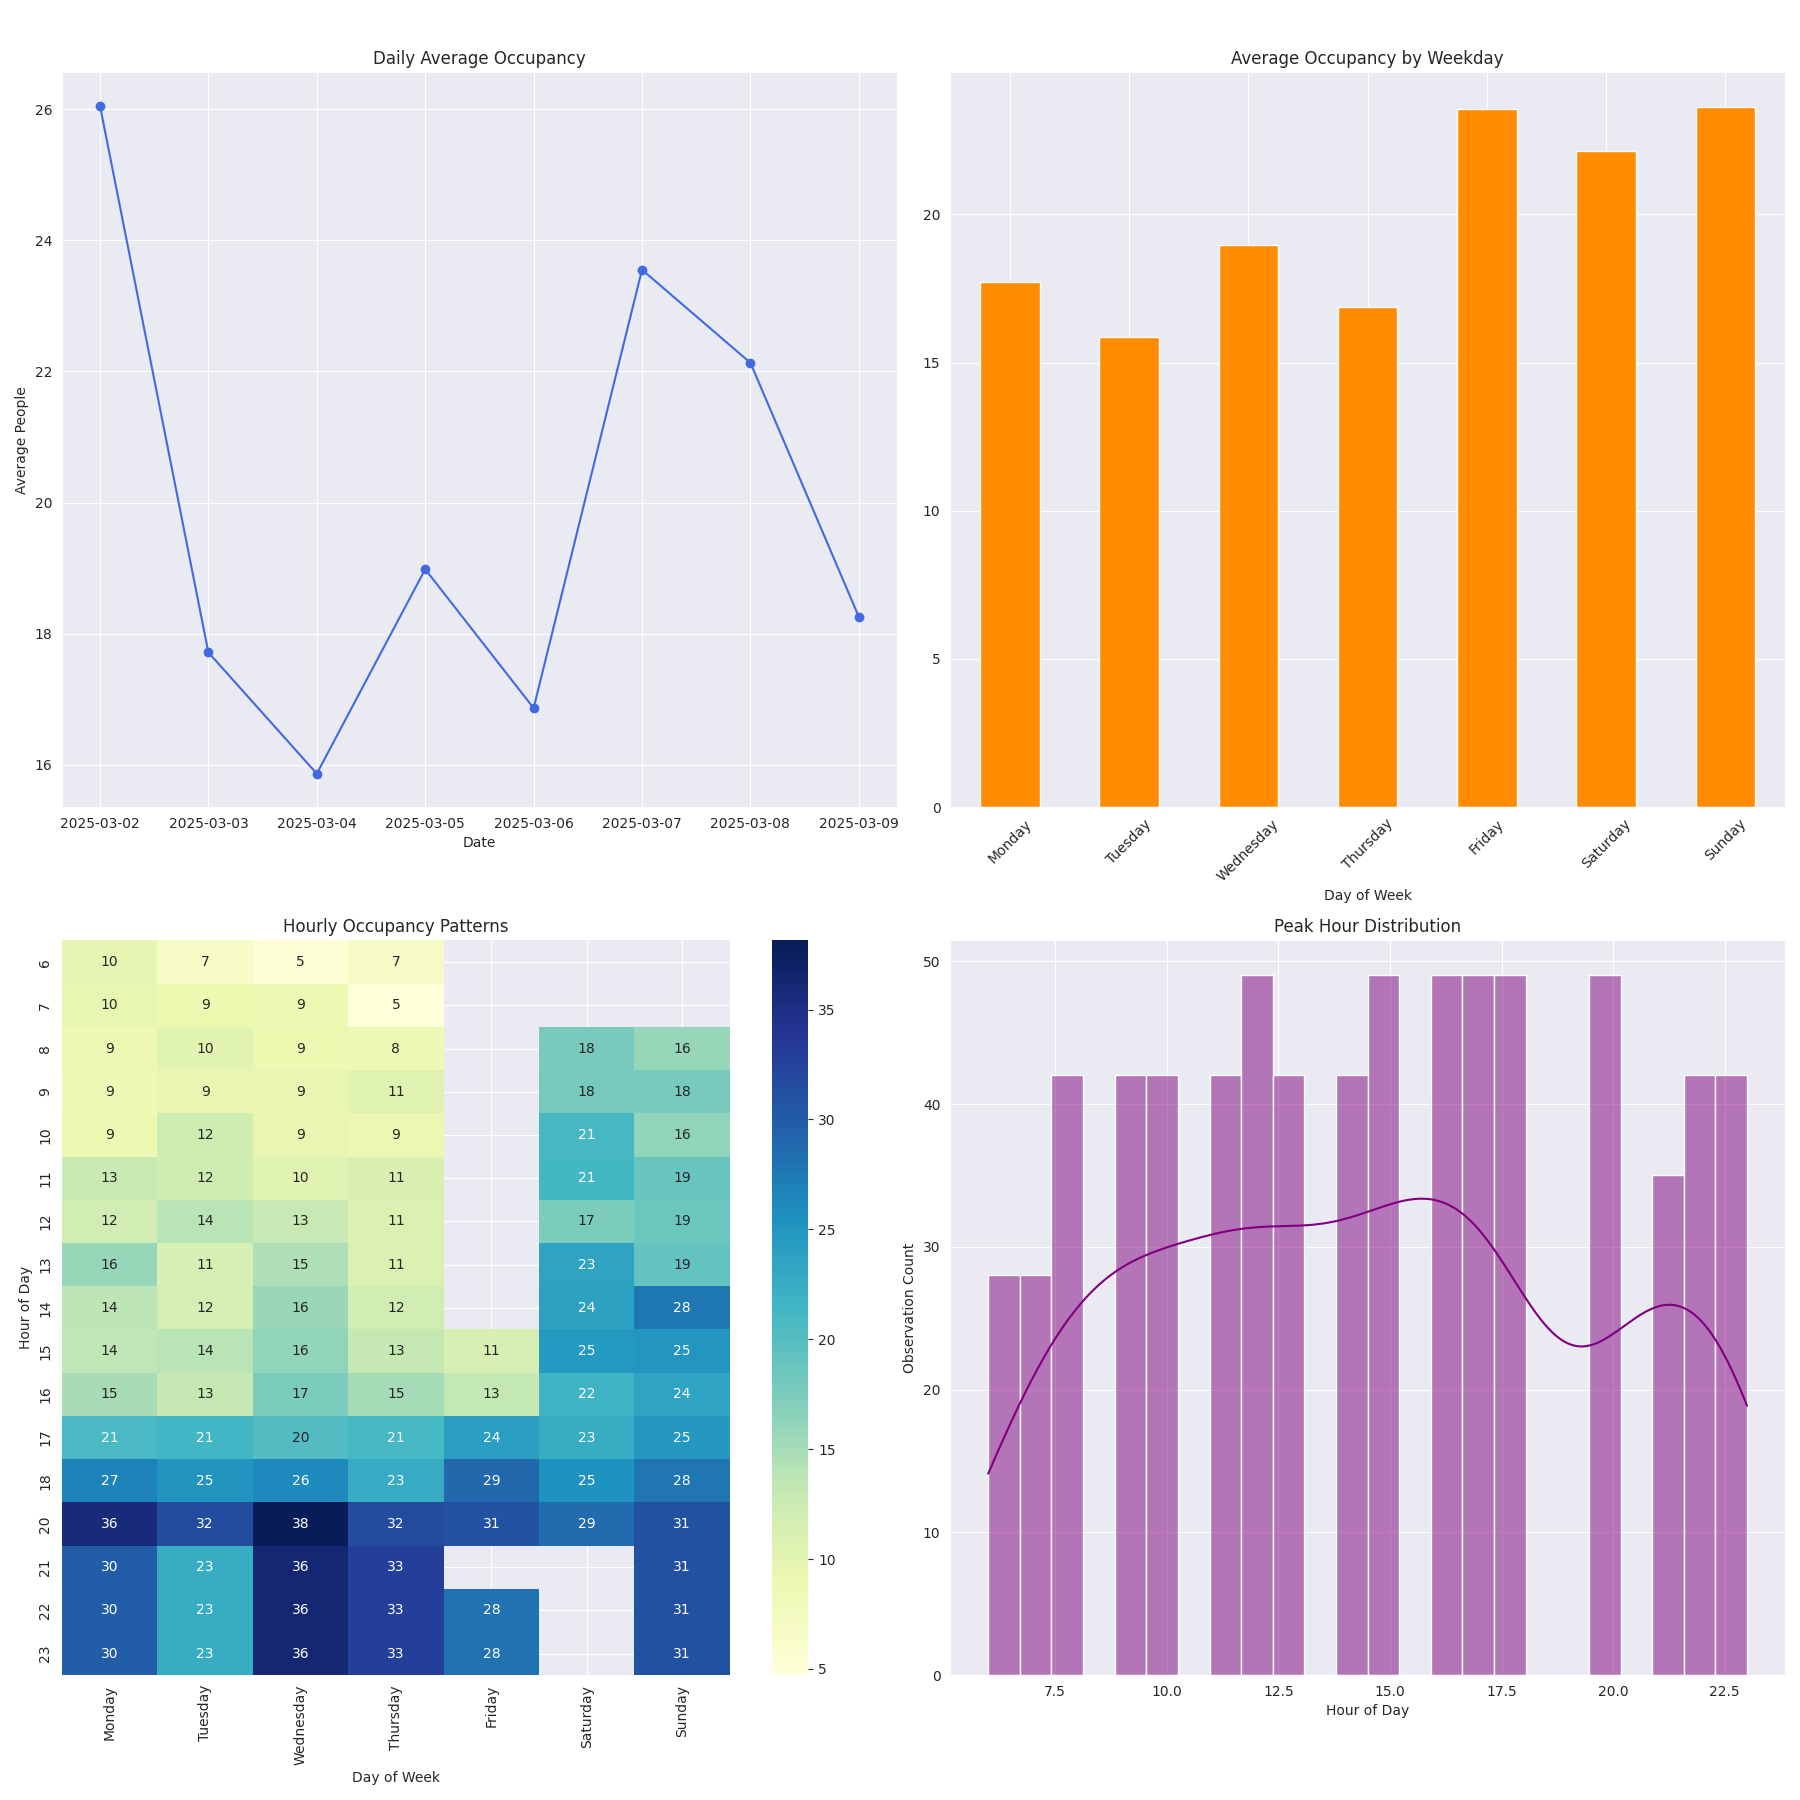 Daily Average Occupancy
26
24
22
20
18
16
Average People
2025-03-02 2025-03-03 2025-03-04 2025-03-05 2025-03-06 2025-03-07 2025-03-08 2025-03-09
Date
Average Occupancy by Weekday
20
15
10
5
0
Monday Tuesday Wednesday Thursday Friday Saturday Sunday
Day of Week
Hourly Occupancy Patterns
Hour of Day
6 10 7 5 7
7 10 9 9 5
8 9 10 9 8 18 16
9 9 9 9 11 18 18
10 9 12 9 9 21 16
11 13 12 10 11 21 19
12 12 14 13 11 17 19
13 16 11 15 11 23 19
14 14 12 16 12 24 28
15 14 14 16 13 11 25 25
16 15 13 17 15 13 22 24
17 21 21 20 21 24 23 25
18 27 25 26 23 29 25 28
20 36 32 38 32 31 29 31
21 30 23 36 33 31
22 30 23 36 33 28 31
23 30 23 36 33 28 31
Monday Tuesday Wednesday Thursday Friday Saturday Sunday
Day of Week
35
30
25
20
15
10
5
Peak Hour Distribution
50
40
30
20
10
0
Observation Count
7.5 10.0 12.5 15.0 17.5 20.0 22.5
Hour of Day